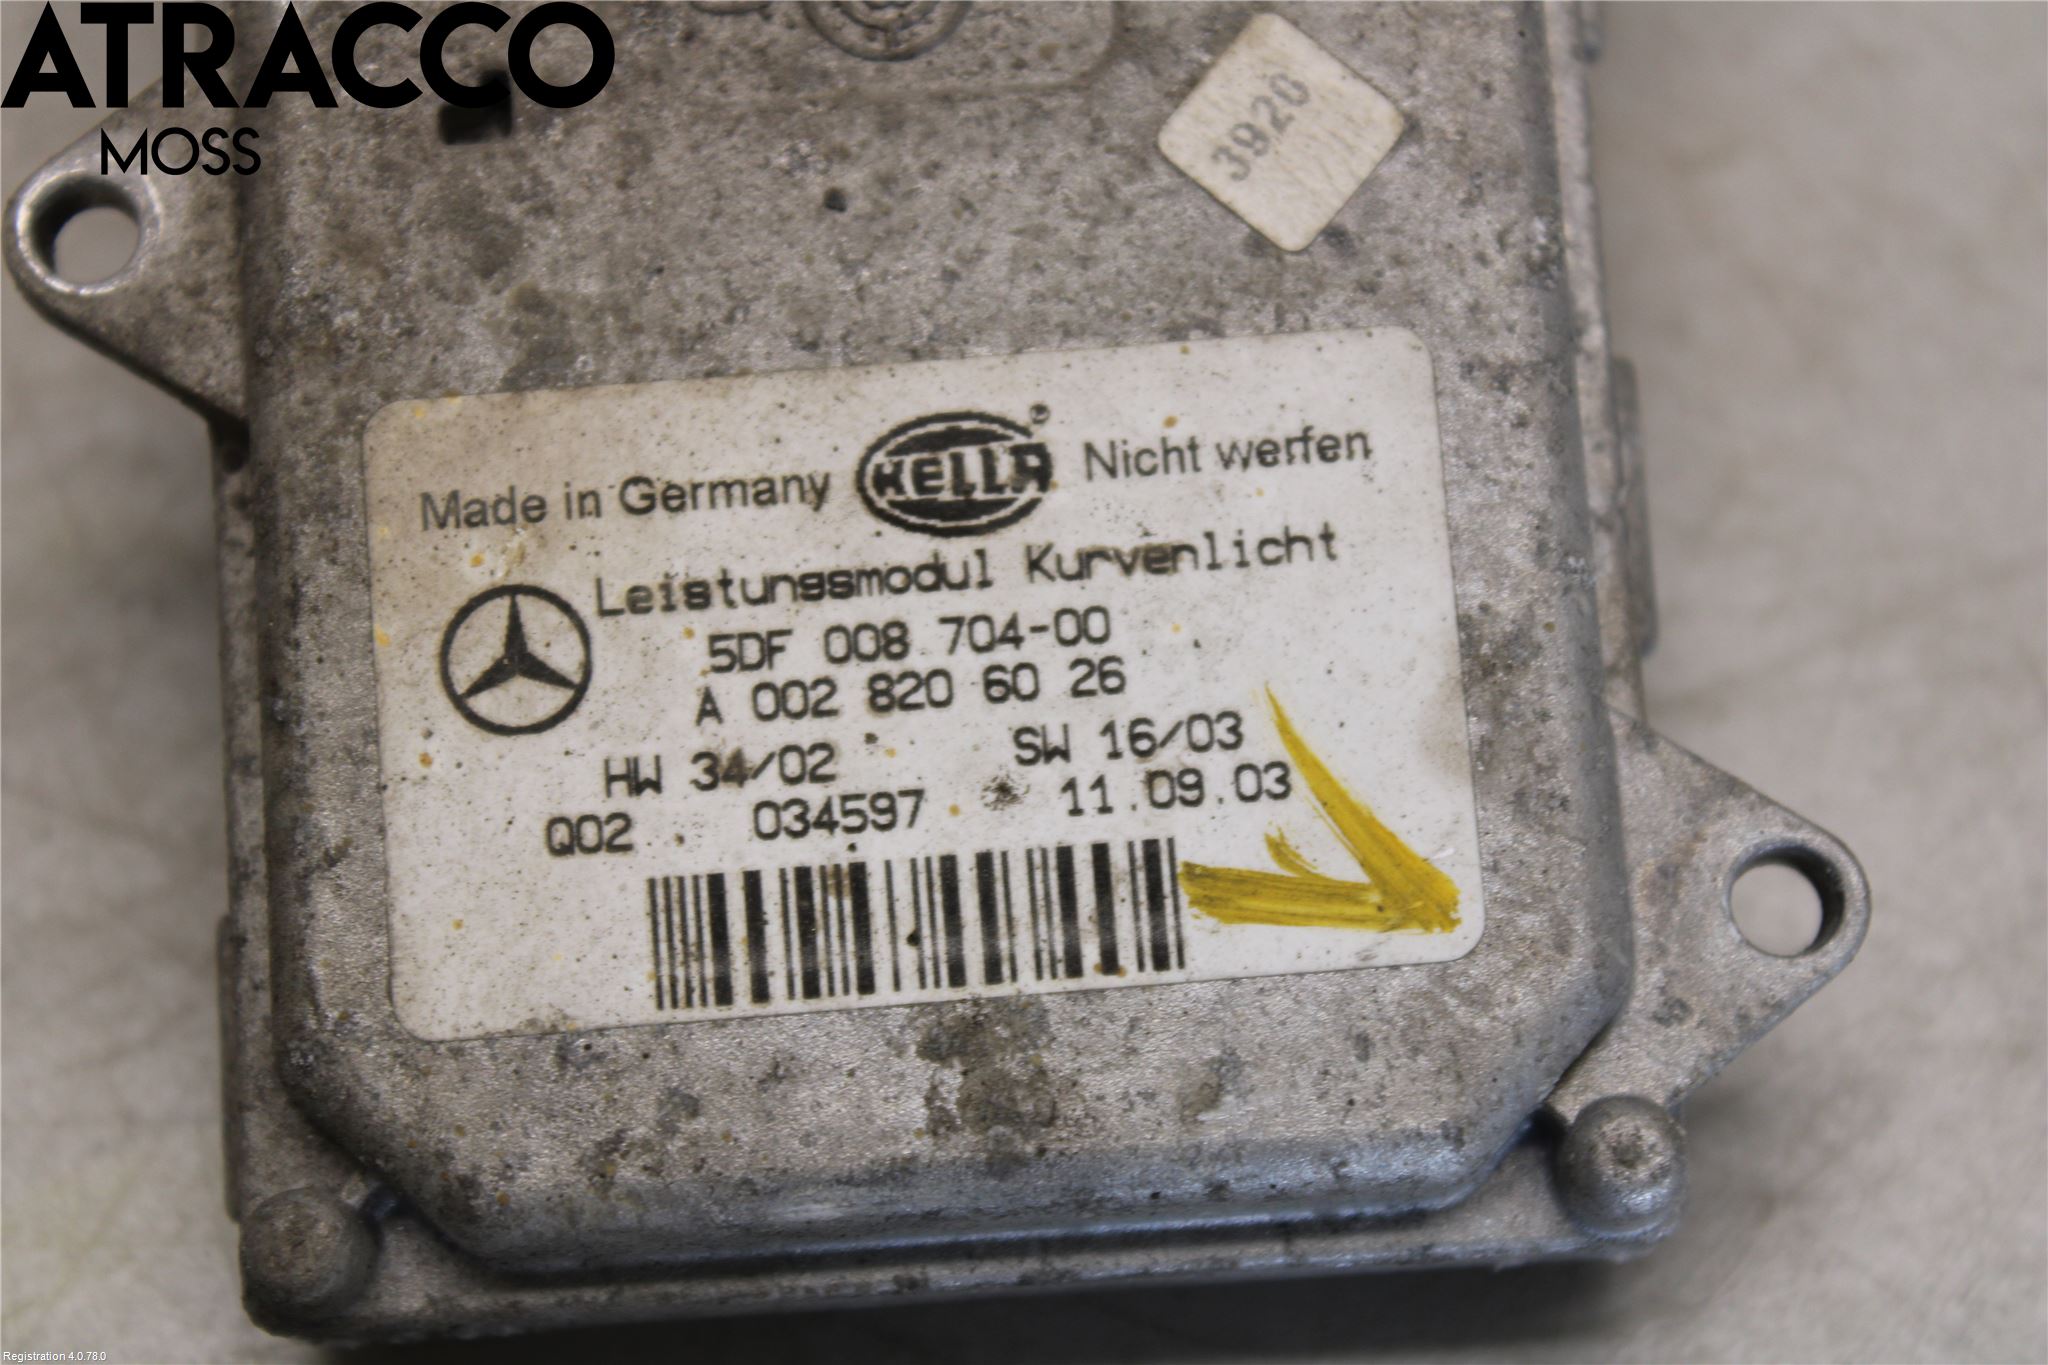 ATRACCO
MOSS
3920
Made in Germany HELLA ® Nicht werfen
Leistungsmodul Kurvenlicht
5DF 008 704-00
A 002 820 60 26
HW 34/02 SW 16/03
Q02 034597 11.09.03
Registration 4.0.78.0